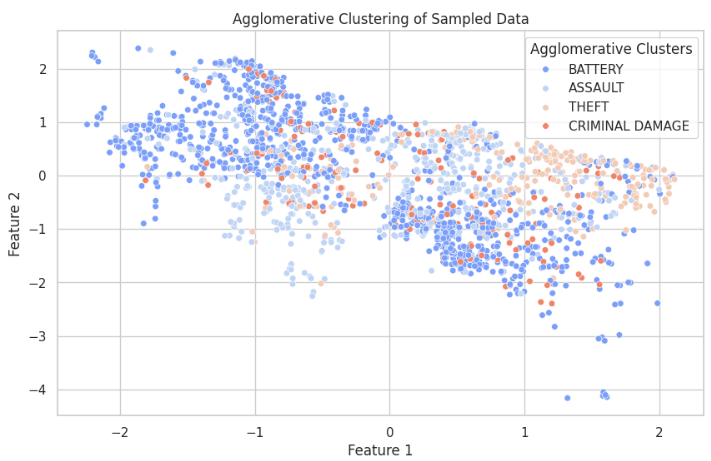 Agglomerative Clustering of Sampled Data
Agglomerative Clusters
BATTERY
ASSAULT
THEFT
CRIMINAL DAMAGE
2
1
0
−1
−2
−3
−4
Feature 2
−2
−1
0
1
2
Feature 1